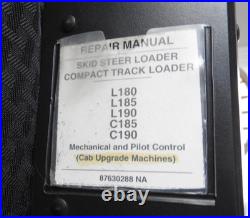 REPAIR MANUAL
SKID STEER LOADER
COMPACT TRACK LOADER
L180
L185
L190
C185
C190
Mechanical and Pilot Control
(Cab Upgrade Machines)
87630288 NA